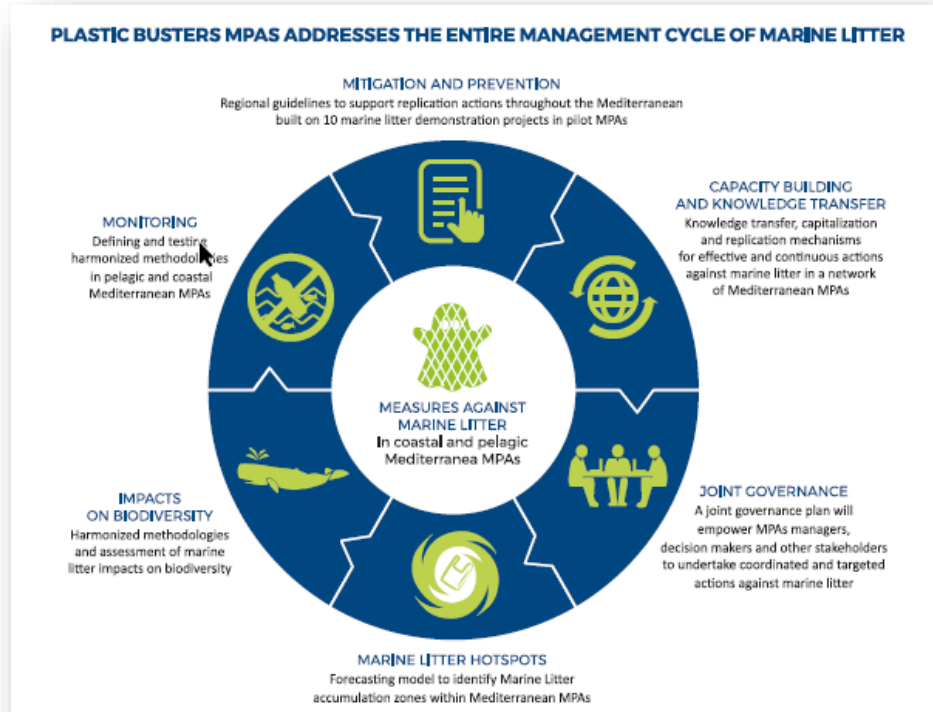 PLASTIC BUSTERS MPAS ADDRESSES THE ENTIRE MANAGEMENT CYCLE OF MARINE LITTER
MITIGATION AND PREVENTION
Regional guidelines to support replication actions throughout the Mediterranean
built on 10 marine litter demonstration projects in pilot MPAs
CAPACITY BUILDING
AND KNOWLEDGE TRANSFER
Knowledge transfer, capitalization
and replication mechanisms
for effective and continuous actions
against marine litter in a network
of Mediterranean MPAs
MONITORING
Defining and testing
harmonized methodologies
in pelagic and coastal
Mediterranean MPAs
MEASURES AGAINST
MARINE LITTER
In coastal and pelagic
Mediterranea MPAs
JOINT GOVERNANCE
A joint governance plan will
empower MPAs managers,
decision makers and other stakeholders
to undertake coordinated and targeted
actions against marine litter
IMPACTS
ON BIODIVERSITY
Harmonized methodologies
and assessment of marine
litter impacts on biodiversity
MARINE LITTER HOTSPOTS
Forecasting model to identify Marine Litter
accumulation zones within Mediterranean MPAs